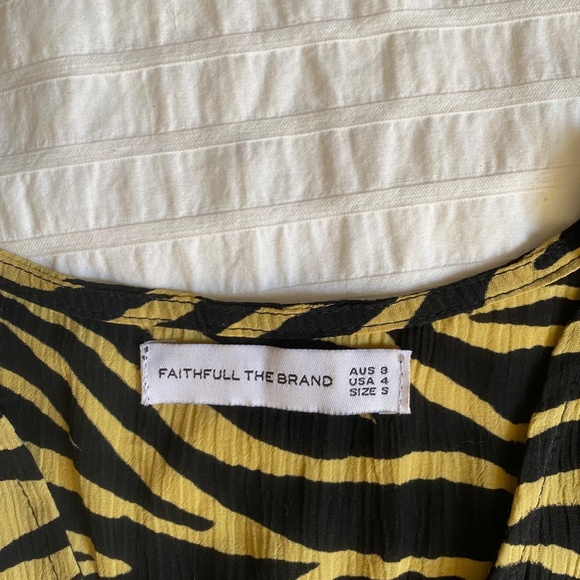 FAITHFULL THE BRAND
AUS 8
USA 4
SIZE S